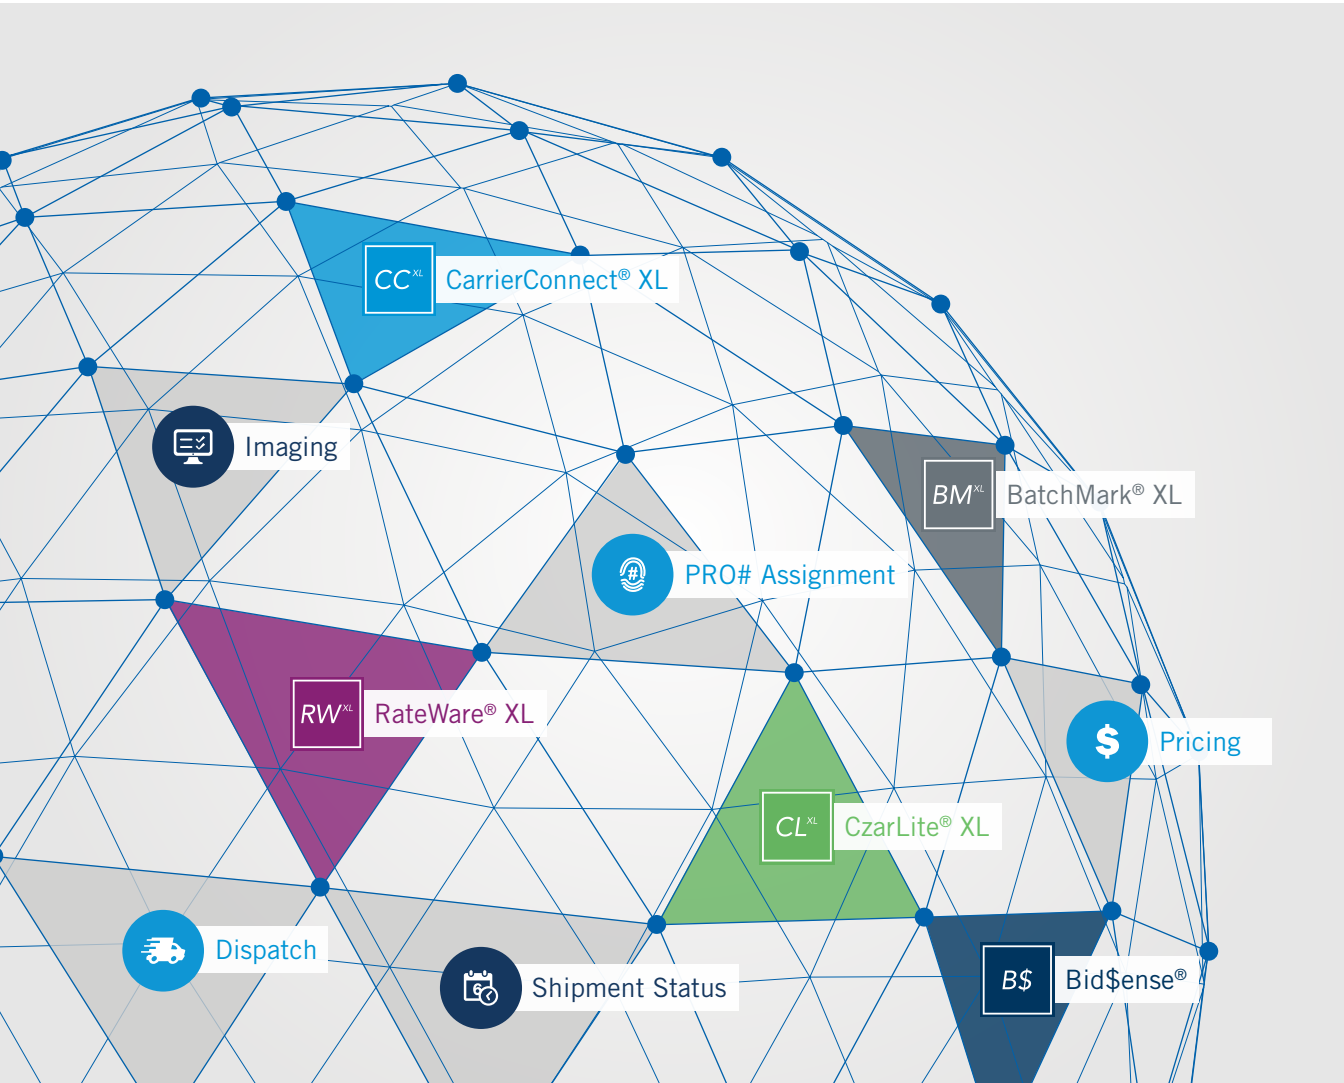 CC XL CarrierConnect® XL
Imaging
BM XL BatchMark® XL
# PRO# Assignment
RW XL RateWare® XL
$ Pricing
CL XL CzarLite® XL
Dispatch
B$ Bid$ense®
6 Shipment Status